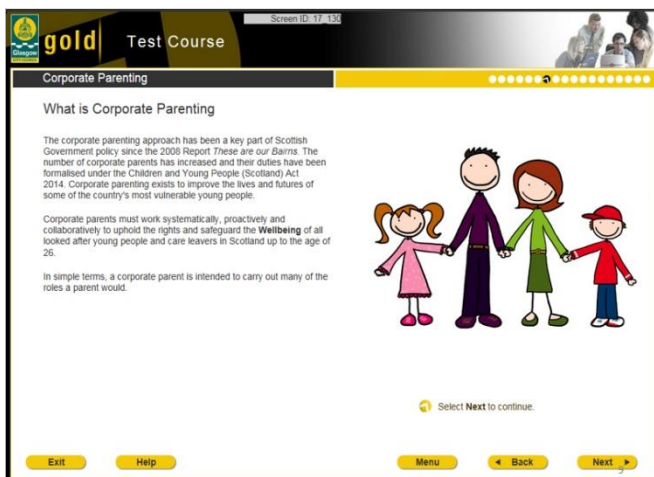 Screen ID: 17_130
Glasgow
CITY COUNCIL
gold
Test Course
Corporate Parenting
What is Corporate Parenting
The corporate parenting approach has been a key part of Scottish
Government policy since the 2008 Report These are our Bairns. The
number of corporate parents has increased and their duties have been
formalised under the Children and Young People (Scotland) Act
2014. Corporate parenting exists to improve the lives and futures of
some of the country's most vulnerable young people.
Corporate parents must work systematically, proactively and
collaboratively to uphold the rights and safeguard the Wellbeing of all
looked after young people and care leavers in Scotland up to the age of
26.
In simple terms, a corporate parent is intended to carry out many of the
roles a parent would.
Select Next to continue.
Exit
Help
Menu
Back
Next
9